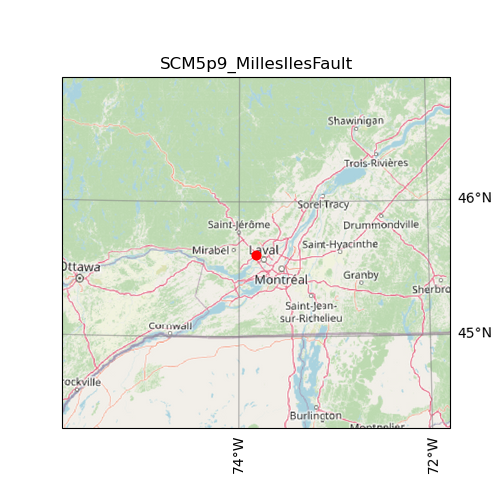 SCM5p9_MillesIlesFault
Shawinigan
Trois-Rivières
46°N
Sorel-Tracy
Saint-Jérôme
Drummondville
Mirabel
Laval
Saint-Hyacinthe
Ottawa
Montréal
Granby
Sherbro
Saint-Jean-
sur-Richelieu
Cornwall
45°N
ockville
Burlington
Montpelier
74°W
72°W